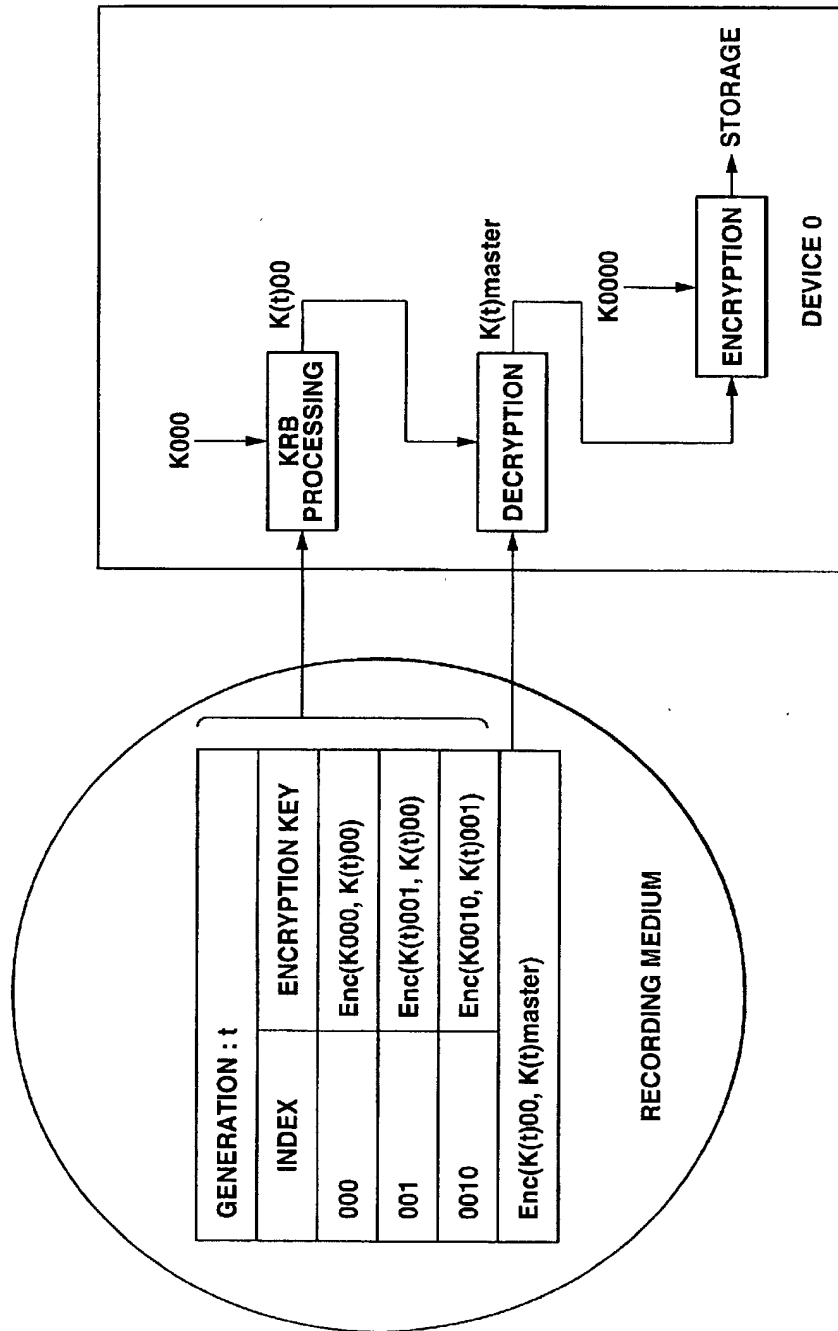 GENERATION : t
INDEX ENCRYPTION KEY
000 Enc(K000, K(t)00)
001 Enc(K(t)001, K(t)00)
0010 Enc(K0010, K(t)001)
Enc(K(t)00, K(t)master)
RECORDING MEDIUM
K000
KRB
PROCESSING
K(t)00
DECRYPTION
K(t)master
K0000
ENCRYPTION
STORAGE
DEVICE 0